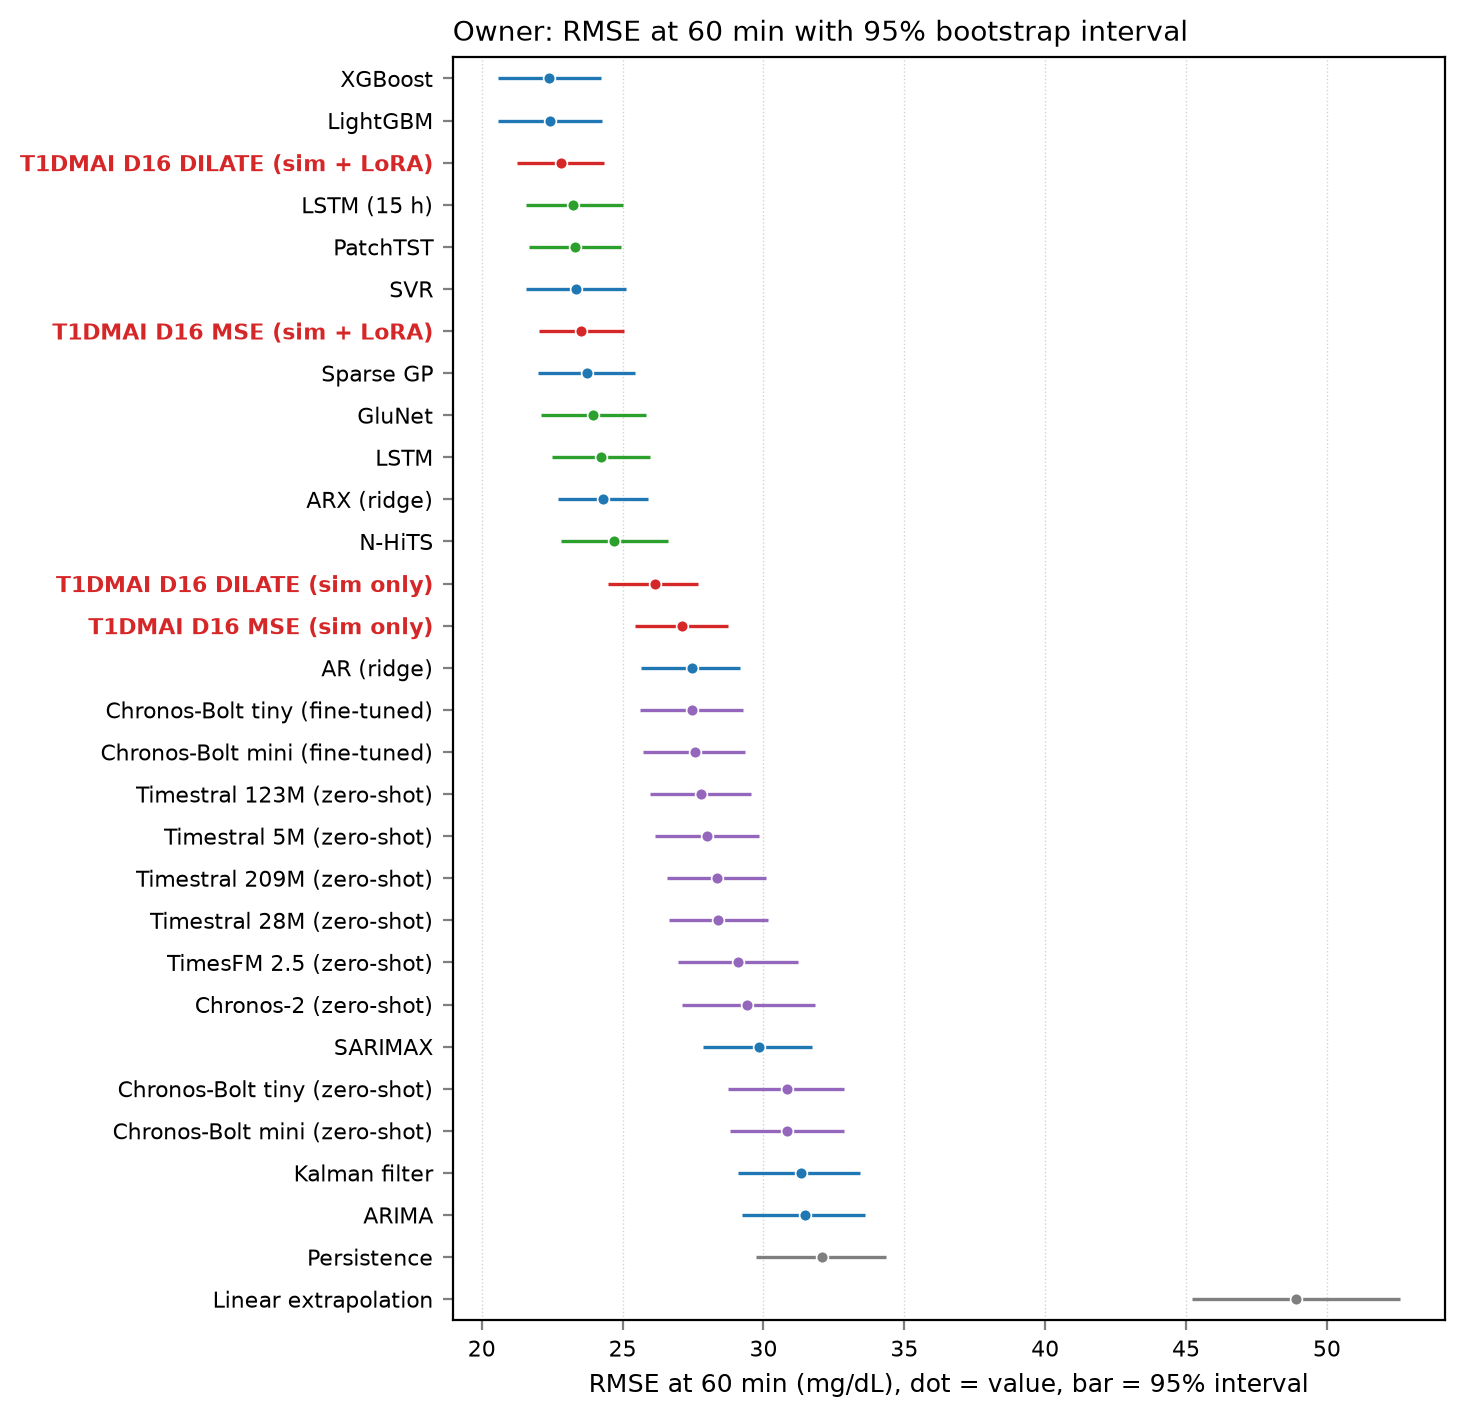 Owner: RMSE at 60 min with 95% bootstrap interval
XGBoost
LightGBM
T1DMAI D16 DILATE (sim + LoRA)
LSTM (15 h)
PatchTST
SVR
T1DMAI D16 MSE (sim + LoRA)
Sparse GP
GluNet
LSTM
ARX (ridge)
N-HiTS
T1DMAI D16 DILATE (sim only)
T1DMAI D16 MSE (sim only)
AR (ridge)
Chronos-Bolt tiny (fine-tuned)
Chronos-Bolt mini (fine-tuned)
Timestral 123M (zero-shot)
Timestral 5M (zero-shot)
Timestral 209M (zero-shot)
Timestral 28M (zero-shot)
TimesFM 2.5 (zero-shot)
Chronos-2 (zero-shot)
SARIMAX
Chronos-Bolt tiny (zero-shot)
Chronos-Bolt mini (zero-shot)
Kalman filter
ARIMA
Persistence
Linear extrapolation
20 25 30 35 40 45 50
RMSE at 60 min (mg/dL), dot = value, bar = 95% interval